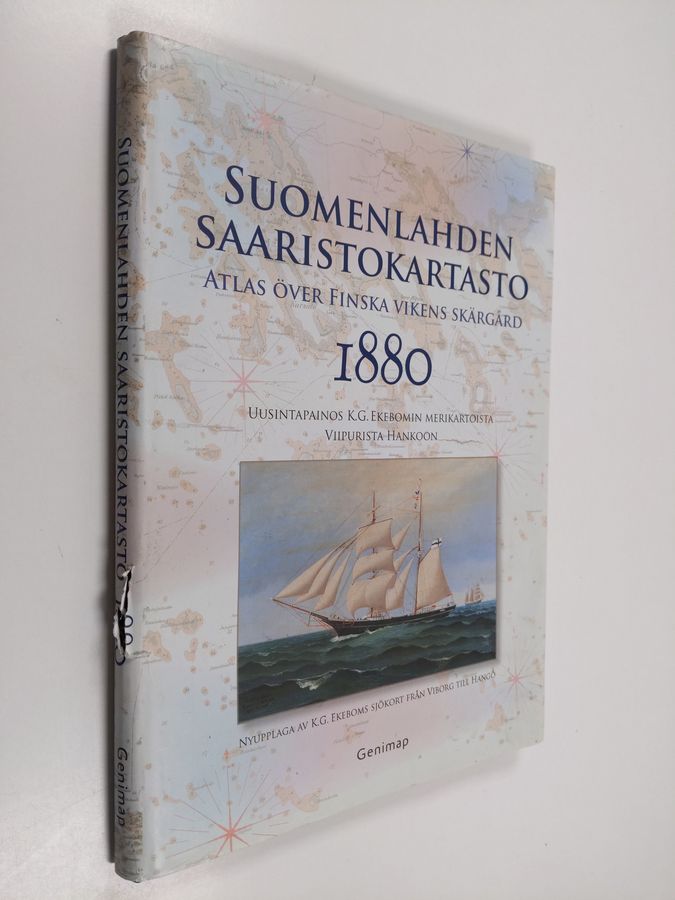 SUOMENLAHDEN
SAARISTOKARTASTO
ATLAS ÖVER FINSKA VIKENS SKÄRGÅRD
1880
UUSINTAPAINOS K.G. EKEBOMIN MERIKARTOISTA
VIIPURISTA HANKOON
NYUPPLAGA AV K.G. EKEBOMS SJÖKORT FRÅN VIBORG TILL HANGÖ
Genimap
SUOMENLAHDEN SAARISTOKARTASTO
Genimap